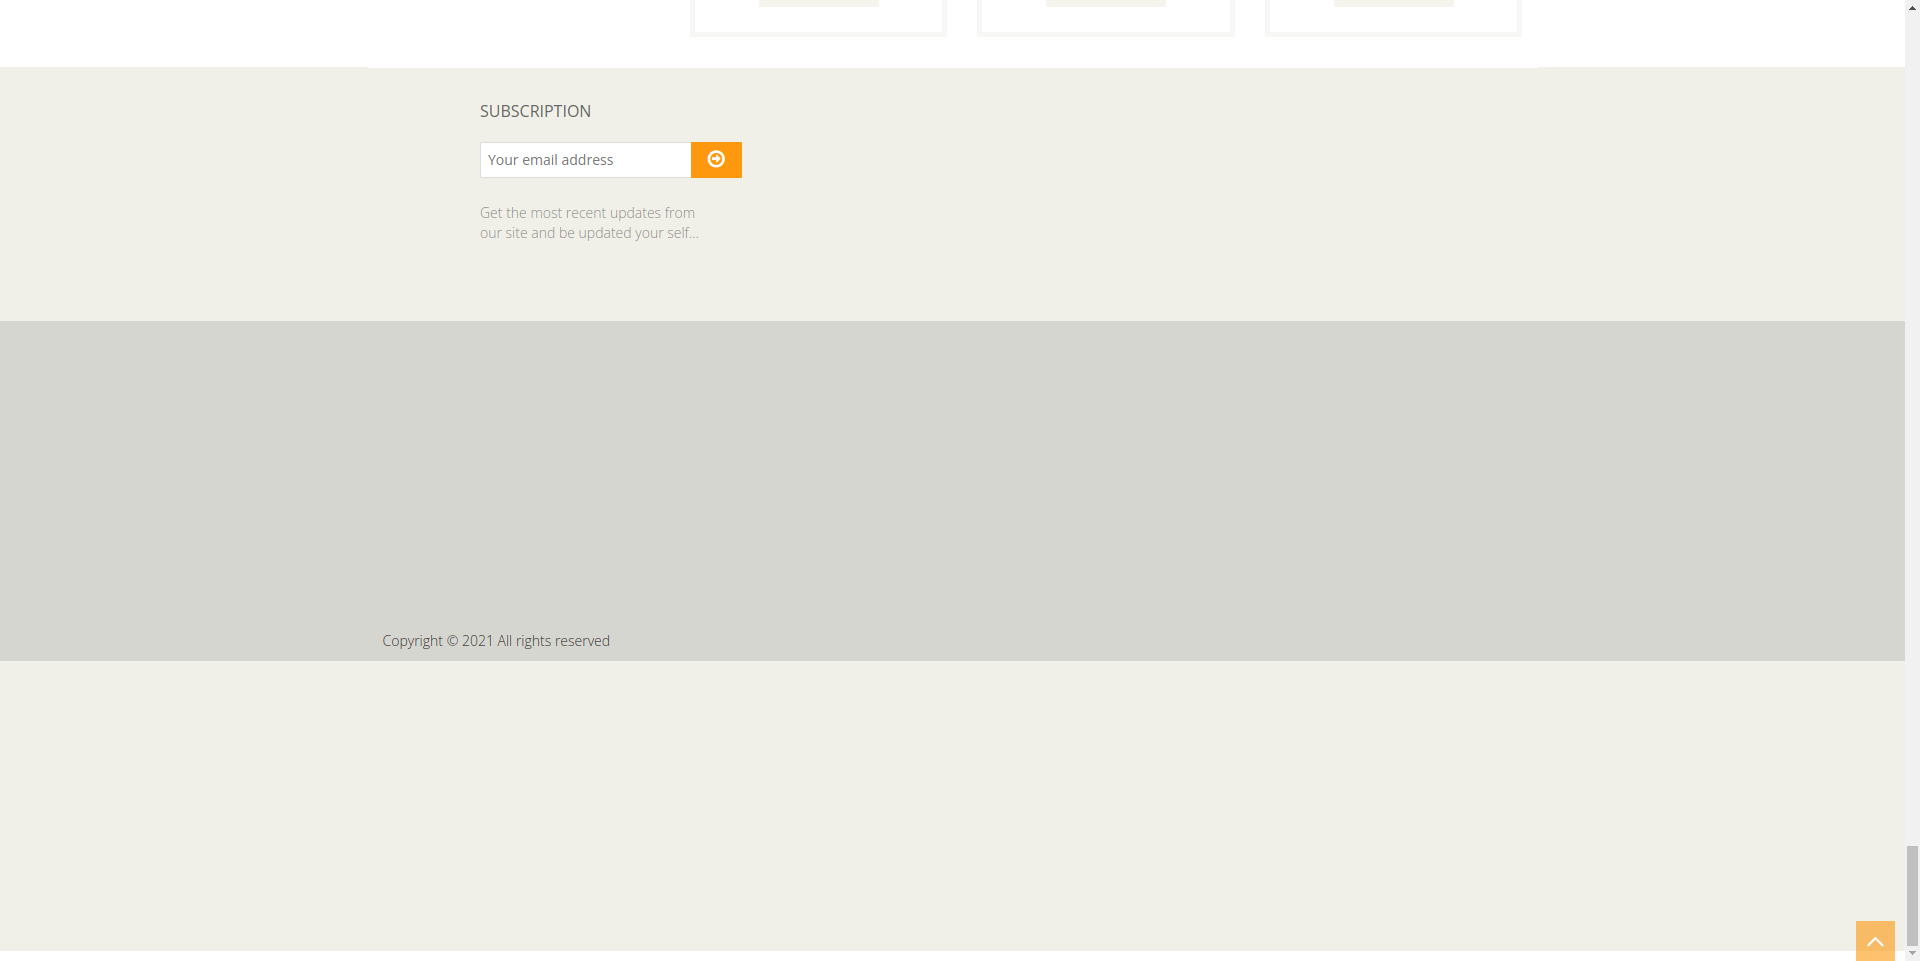 SUBSCRIPTION
Your email address
Get the most recent updates from
our site and be updated your self...
Copyright © 2021 All rights reserved